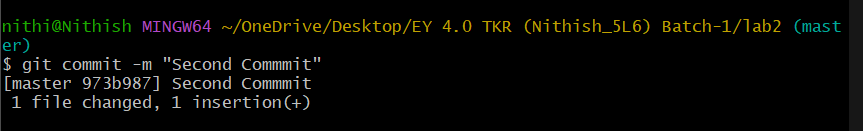 nithi@Nithish MINGW64 ~/OneDrive/Desktop/EY 4.0 TKR (Nithish_5L6) Batch-1/lab2 (mast
er)
$ git commit -m "Second Commmit"
[master 973b987] Second Commmit
 1 file changed, 1 insertion(+)